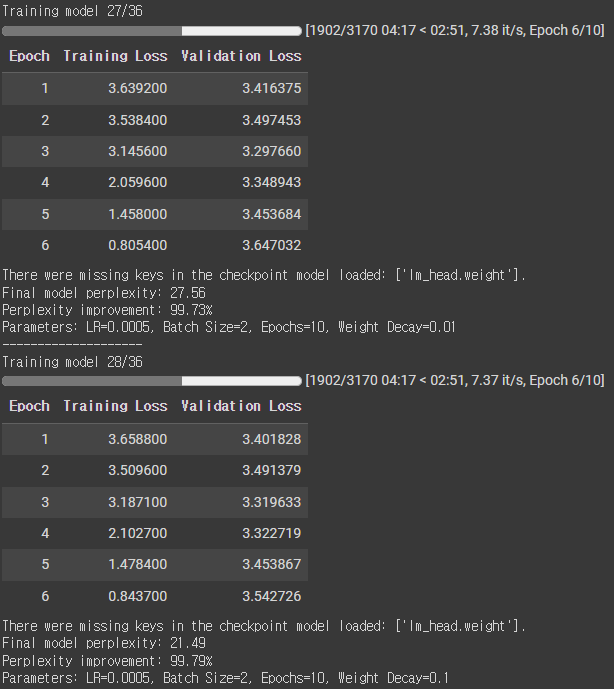 Training model 27/36
[1902/3170 04:17 < 02:51, 7.38 it/s, Epoch 6/10]
Epoch Training Loss Validation Loss
1 3.639200 3.416375
2 3.538400 3.497453
3 3.145600 3.297660
4 2.059600 3.348943
5 1.458000 3.453684
6 0.805400 3.647032
There were missing keys in the checkpoint model loaded: ['lm_head.weight'].
Final model perplexity: 27.56
Perplexity improvement: 99.73%
Parameters: LR=0.0005, Batch Size=2, Epochs=10, Weight Decay=0.01
--------------------
Training model 28/36
[1902/3170 04:17 < 02:51, 7.37 it/s, Epoch 6/10]
Epoch Training Loss Validation Loss
1 3.658800 3.401828
2 3.509600 3.491379
3 3.187100 3.319633
4 2.102700 3.322719
5 1.478400 3.453867
6 0.843700 3.542726
There were missing keys in the checkpoint model loaded: ['lm_head.weight'].
Final model perplexity: 21.49
Perplexity improvement: 99.79%
Parameters: LR=0.0005, Batch Size=2, Epochs=10, Weight Decay=0.1